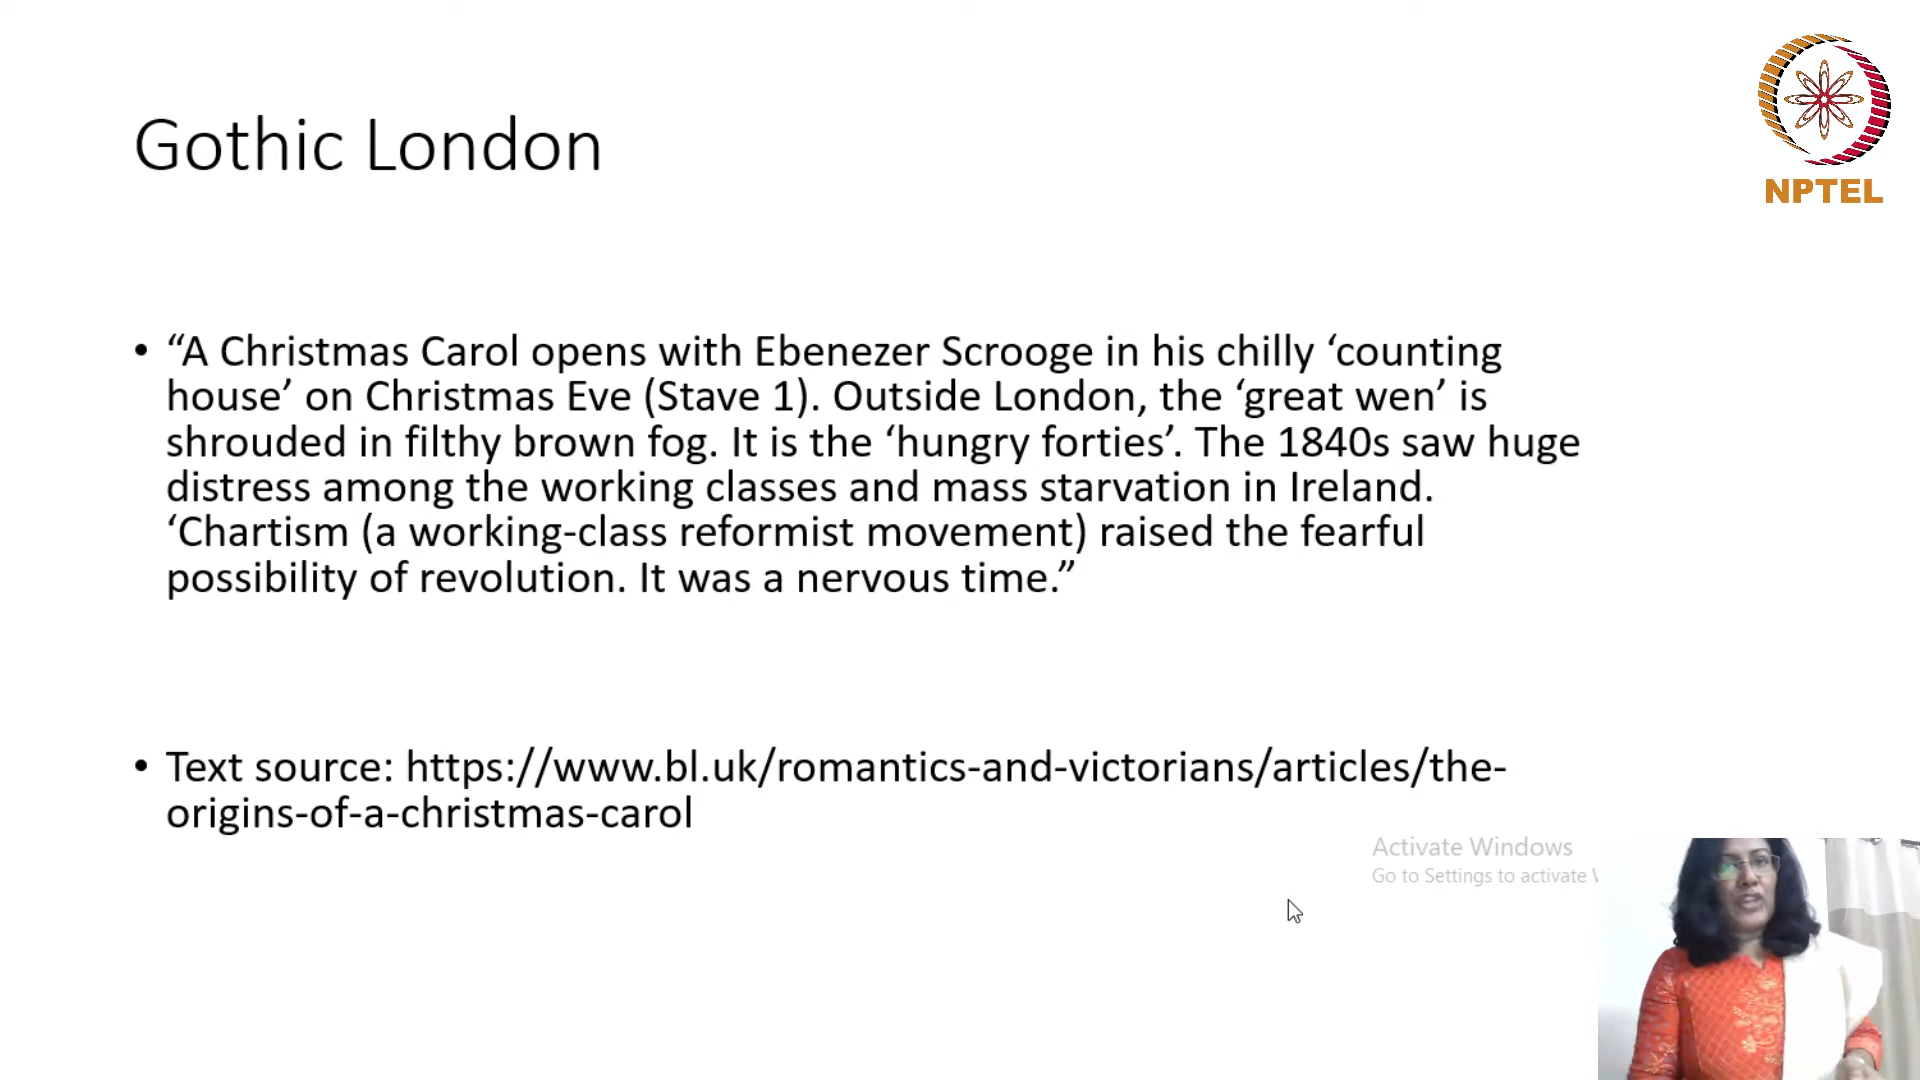 Gothic London
NPTEL
• “A Christmas Carol opens with Ebenezer Scrooge in his chilly ‘counting
house’ on Christmas Eve (Stave 1). Outside London, the ‘great wen’ is
shrouded in filthy brown fog. It is the ‘hungry forties’. The 1840s saw huge
distress among the working classes and mass starvation in Ireland.
‘Chartism (a working-class reformist movement) raised the fearful
possibility of revolution. It was a nervous time.”
• Text source: https://www.bl.uk/romantics-and-victorians/articles/the-
origins-of-a-christmas-carol
Activate Windows
Go to Settings to activate